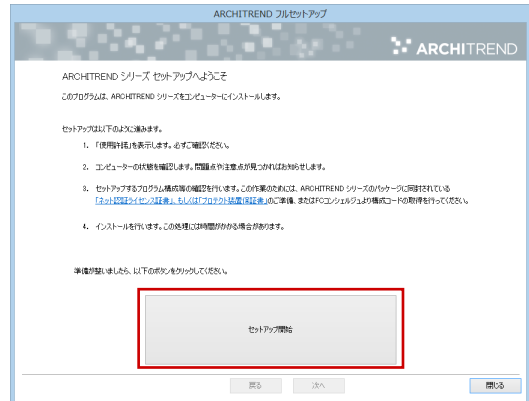 ARCHITREND フルセットアップ
ARCHITREND
ARCHITREND シリーズ セットアップへようこそ
このプログラムは、ARCHITREND シリーズをコンピューターにインストールします。
セットアップは以下のように進みます。
1. 「使用許諾」を表示します。必ずご確認ください。
2. コンピューターの状態を確認します。問題点や注意点が見つかればお知らせします。
3. セットアップするプログラム構成等の確認を行います。この作業のためには、ARCHITREND シリーズのパッケージに同封されている
「ネット認証ライセンス証書」、もしくは「プロテクト装置保証書」のご準備、またはFCコンシェルジュより構成コードの取得を行ってください。
4. インストールを行います。この処理には時間がかかる場合があります。
準備が整いましたら、以下のボタンをクリックしてください。
セットアップ開始
戻る 次へ 閉じる